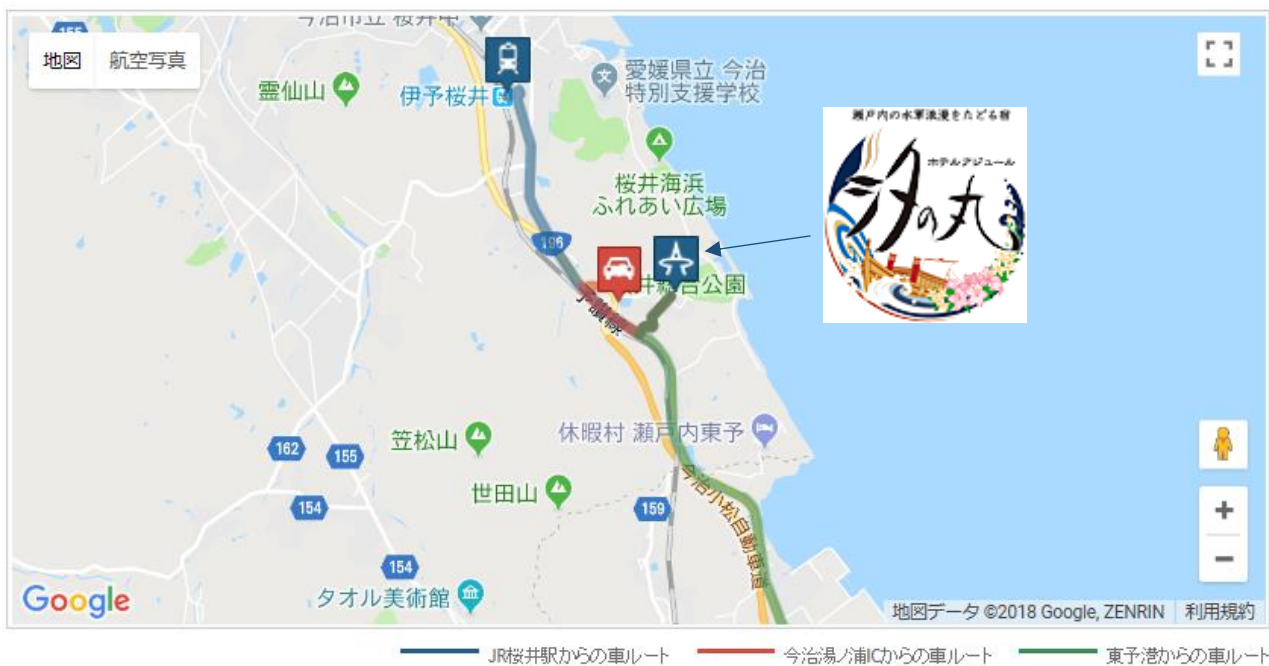 155
今治市立 桜井中
地図 航空写真
愛媛県立 今治
特別支援学校
霊仙山
伊予桜井
瀬戸内の水軍浪漫をたどる宿
ホテルアジュール
汐の丸
桜井海浜
ふれあい広場
196
井総合公園
予讃線
休暇村 瀬戸内東予
笠松山
162
155
世田山
154
159
今治小松自動車道
154
タオル美術館
Google
地図データ ©2018 Google, ZENRIN 利用規約
JR桜井駅からの車ルート 今治湯ノ浦ICからの車ルート 東予港からの車ルート